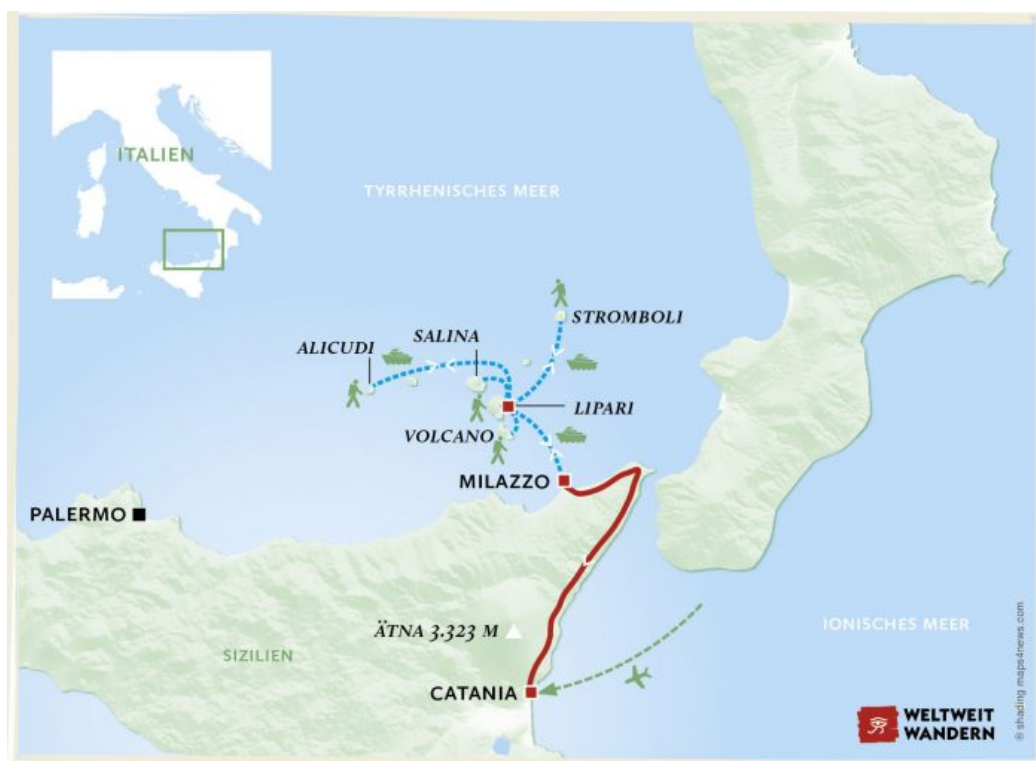 ITALIEN
TYRRHENISCHES MEER
STROMBOLI
SALINA
ALICUDI
LIPARI
VOLCANO
MILAZZO
PALERMO
ÄTNA 3.323 M
IONISCHES MEER
SIZILIEN
CATANIA
WELTWEIT
WANDERN
© shading maps4news.com